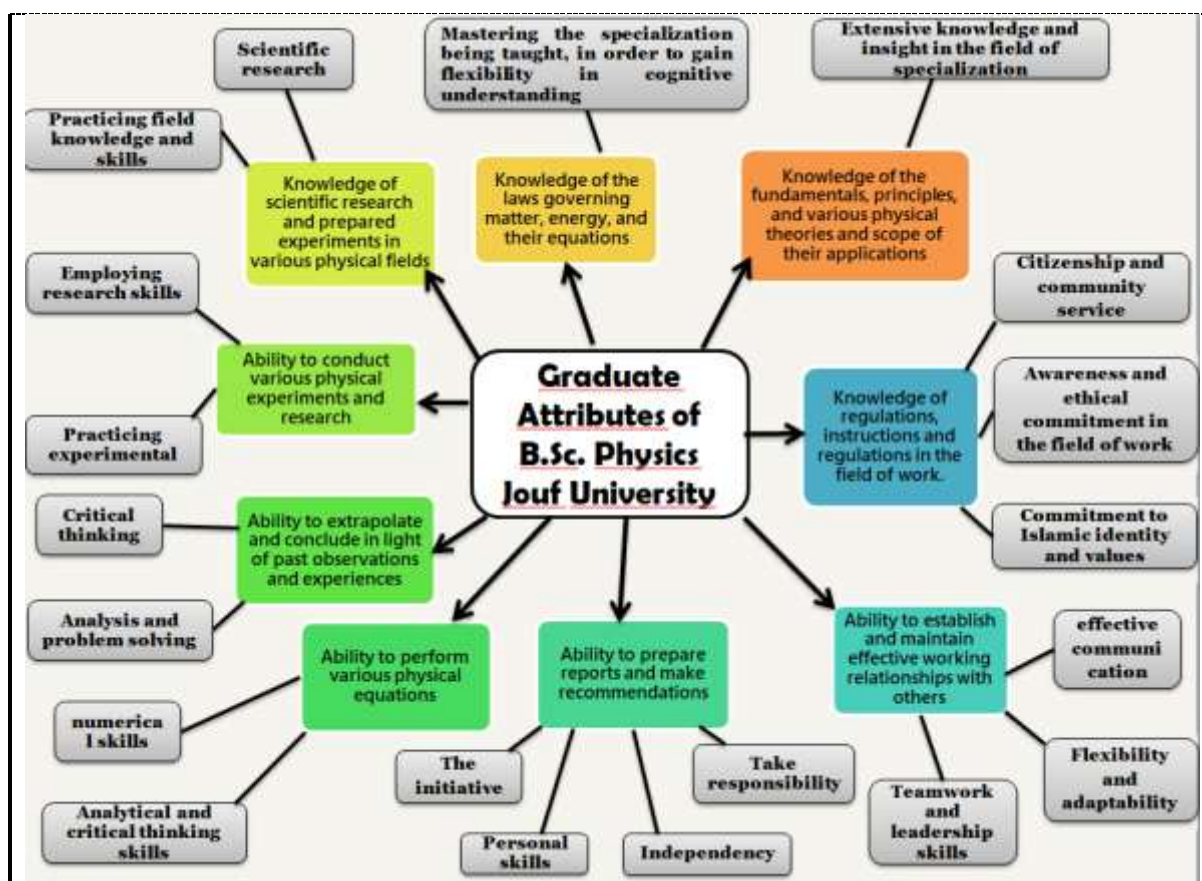 Scientific
research
Mastering the specialization
being taught, in order to gain
flexibility in cognitive
understanding
Extensive knowledge and
insight in the field of
specialization
Practicing field
knowledge and
skills
Knowledge of
scientific research
and prepared
experiments in
various physical fields
Knowledge of the
laws governing
matter, energy, and
their equations
Knowledge of the
fundamentals, principles,
and various physical
theories and scope of
their applications
Employing
research skills
Citizenship and
community
service
Ability to conduct
various physical
experiments and
research
Graduate
Attributes of
B.Sc. Physics
Jouf University
Knowledge of
regulations,
instructions and
regulations in the
field of work.
Awareness and
ethical
commitment in
the field of work
Practicing
experimental
Critical
thinking
Ability to extrapolate
and conclude in light
of past observations
and experiences
Commitment to
Islamic identity
and values
Analysis and
problem solving
Ability to perform
various physical
equations
Ability to prepare
reports and make
recommendations
Ability to establish
and maintain
effective working
relationships with
others
effective
communi
cation
numerica
l skills
The
initiative
Take
responsibility
Flexibility
and
adaptability
Analytical and
critical thinking
skills
Personal
skills
Independency
Teamwork
and
leadership
skills